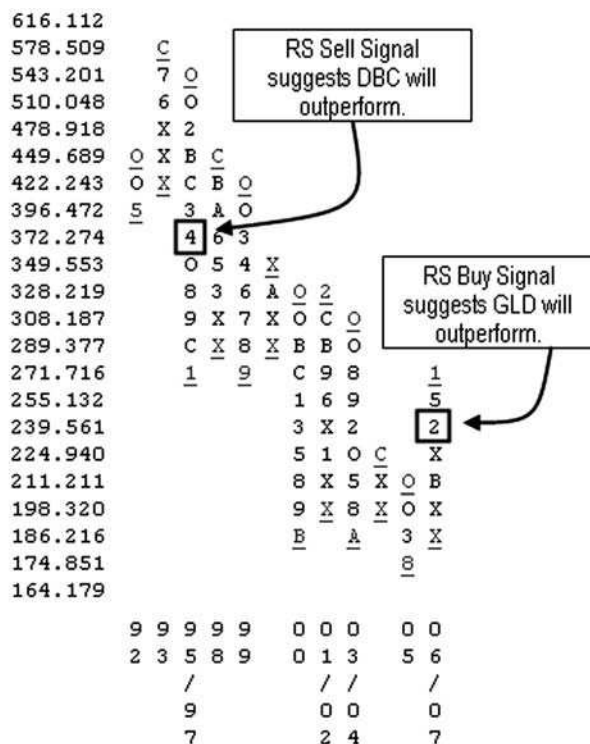 616.112
578.509 C
543.201 7 O
510.048 6 O
478.918 X 2
449.689 O X B C
422.243 O X C B O
396.472 5 3 A O
372.274 4 6 3
349.553 O 5 4 X
328.219 8 3 6 A O 2
308.187 9 X 7 X O C O
289.377 C X 8 X B B O
271.716 1 9 C 9 8 1
255.132 1 6 9 5
239.561 3 X 2 2
224.940 5 1 O C X
211.211 8 X 5 X O B
198.320 9 X 8 X O X
186.216 B A 3 X
174.851 8
164.179
9 9 9 9 9 0 0 0 0 0
2 3 5 8 9 0 1 3 5 6
/ / / /
9 0 0 0
7 2 4 7
RS Sell Signal
suggests DBC will
outperform.
RS Buy Signal
suggests GLD will
outperform.